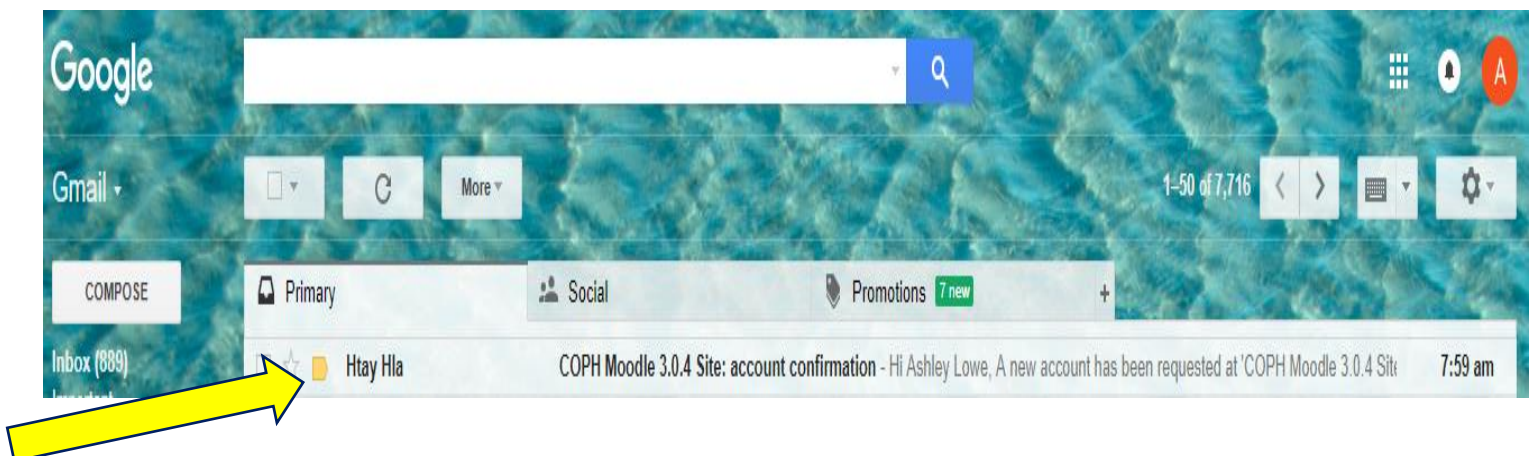 Google
A
Gmail
More
1–50 of 7,716
COMPOSE
Primary
Social
Promotions 7 new
+
Inbox (889)
Htay Hla COPH Moodle 3.0.4 Site: account confirmation - Hi Ashley Lowe, A new account has been requested at 'COPH Moodle 3.0.4 Site 7:59 am